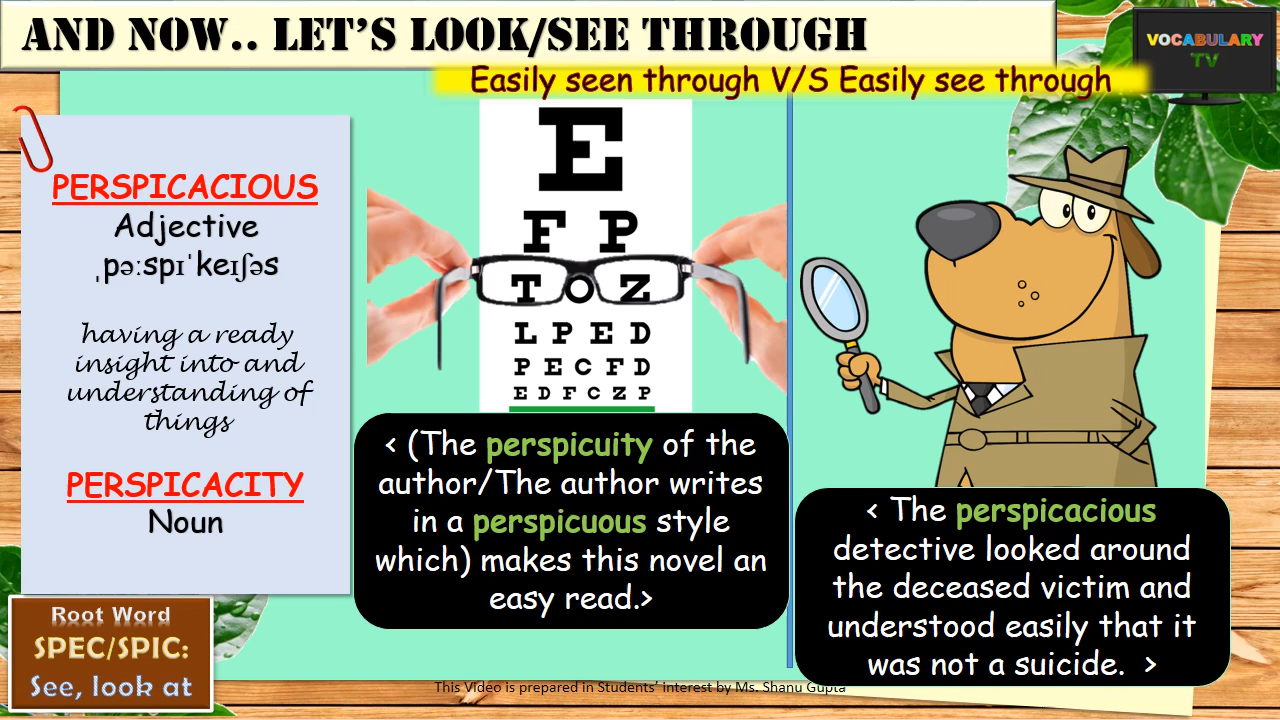 AND NOW.. LET'S LOOK/SEE THROUGH
VOCABULARY
TV
Easily seen through V/S Easily see through
PERSPICACIOUS
Adjective
ˌpəːspɪˈkeɪʃəs
having a ready
insight into and
understanding of
things
PERSPICACITY
Noun
E
F P
T O Z
L P E D
P E C F D
E D F C Z P
< (The perspicuity of the
author/The author writes
in a perspicuous style
which) makes this novel an
easy read.>
< The perspicacious
detective looked around
the deceased victim and
understood easily that it
was not a suicide. >
Root Word
SPEC/SPIC:
See, look at
This Video is prepared in Students' interest by Ms. Shanu Gupta